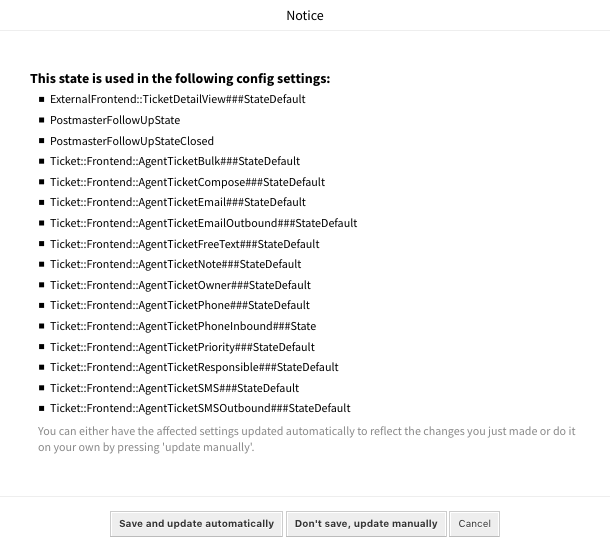 Notice
This state is used in the following config settings:
ExternalFrontend::TicketDetailView###StateDefault
PostmasterFollowUpState
PostmasterFollowUpStateClosed
Ticket::Frontend::AgentTicketBulk###StateDefault
Ticket::Frontend::AgentTicketCompose###StateDefault
Ticket::Frontend::AgentTicketEmail###StateDefault
Ticket::Frontend::AgentTicketEmailOutbound###StateDefault
Ticket::Frontend::AgentTicketFreeText###StateDefault
Ticket::Frontend::AgentTicketNote###StateDefault
Ticket::Frontend::AgentTicketOwner###StateDefault
Ticket::Frontend::AgentTicketPhone###StateDefault
Ticket::Frontend::AgentTicketPhoneInbound###State
Ticket::Frontend::AgentTicketPriority###StateDefault
Ticket::Frontend::AgentTicketResponsible###StateDefault
Ticket::Frontend::AgentTicketSMS###StateDefault
Ticket::Frontend::AgentTicketSMSOutbound###StateDefault
You can either have the affected settings updated automatically to reflect the changes you just made or do it
on your own by pressing 'update manually'.
Save and update automatically Don't save, update manually Cancel